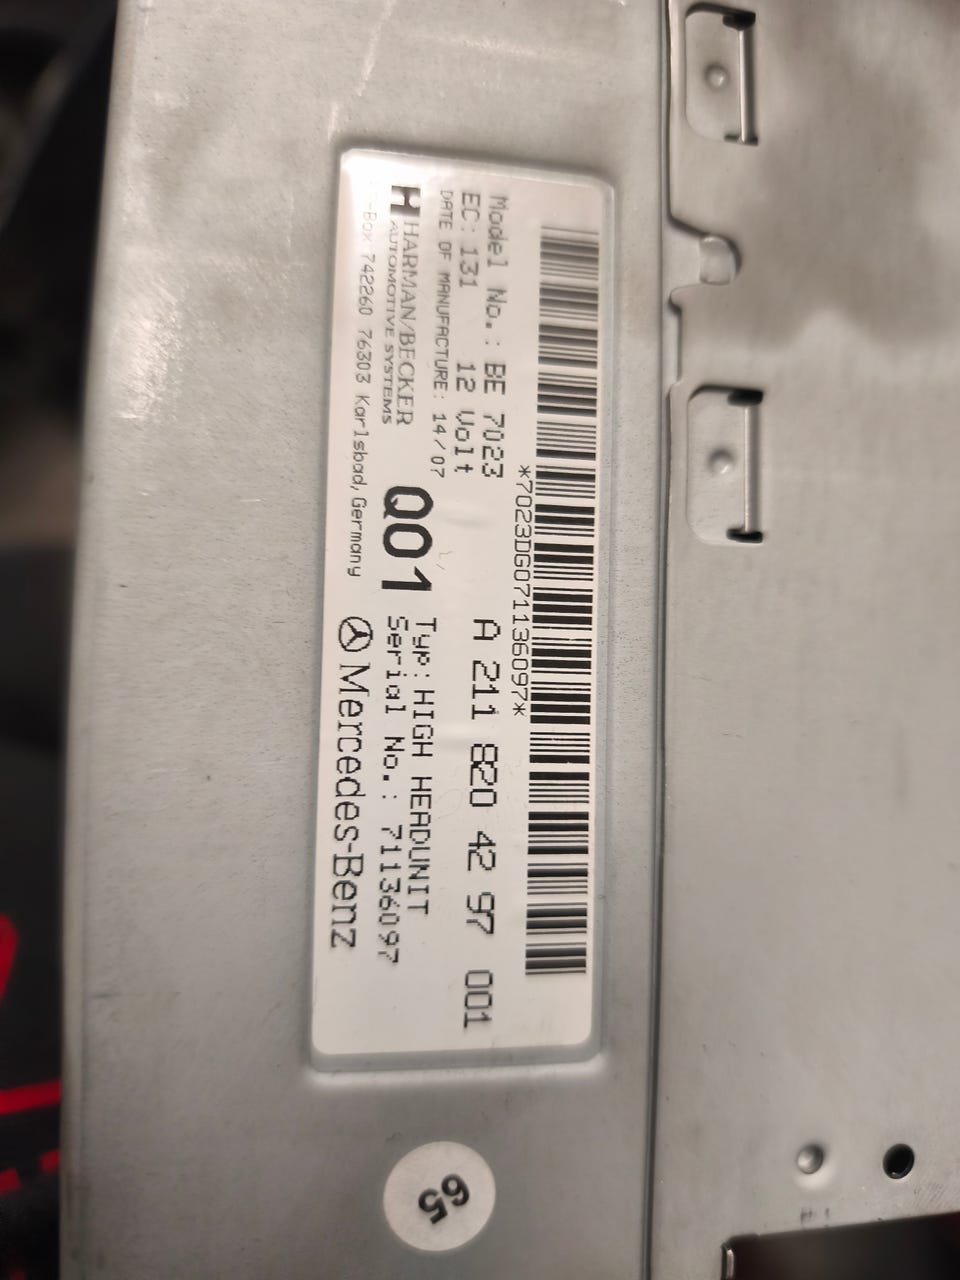 *7023DG071136097*
Model No.: BE 7023
A 211 820 42 97 001
EC: 131 12 Volt
DATE OF MANUFACTURE: 14/07
Typ: HIGH HEADUNIT
H HARMAN/BECKER
AUTOMOTIVE SYSTEMS
Q01
Serial No.: 71136097
-Box 742260 76303 Karlsbad, Germany
Mercedes-Benz
65